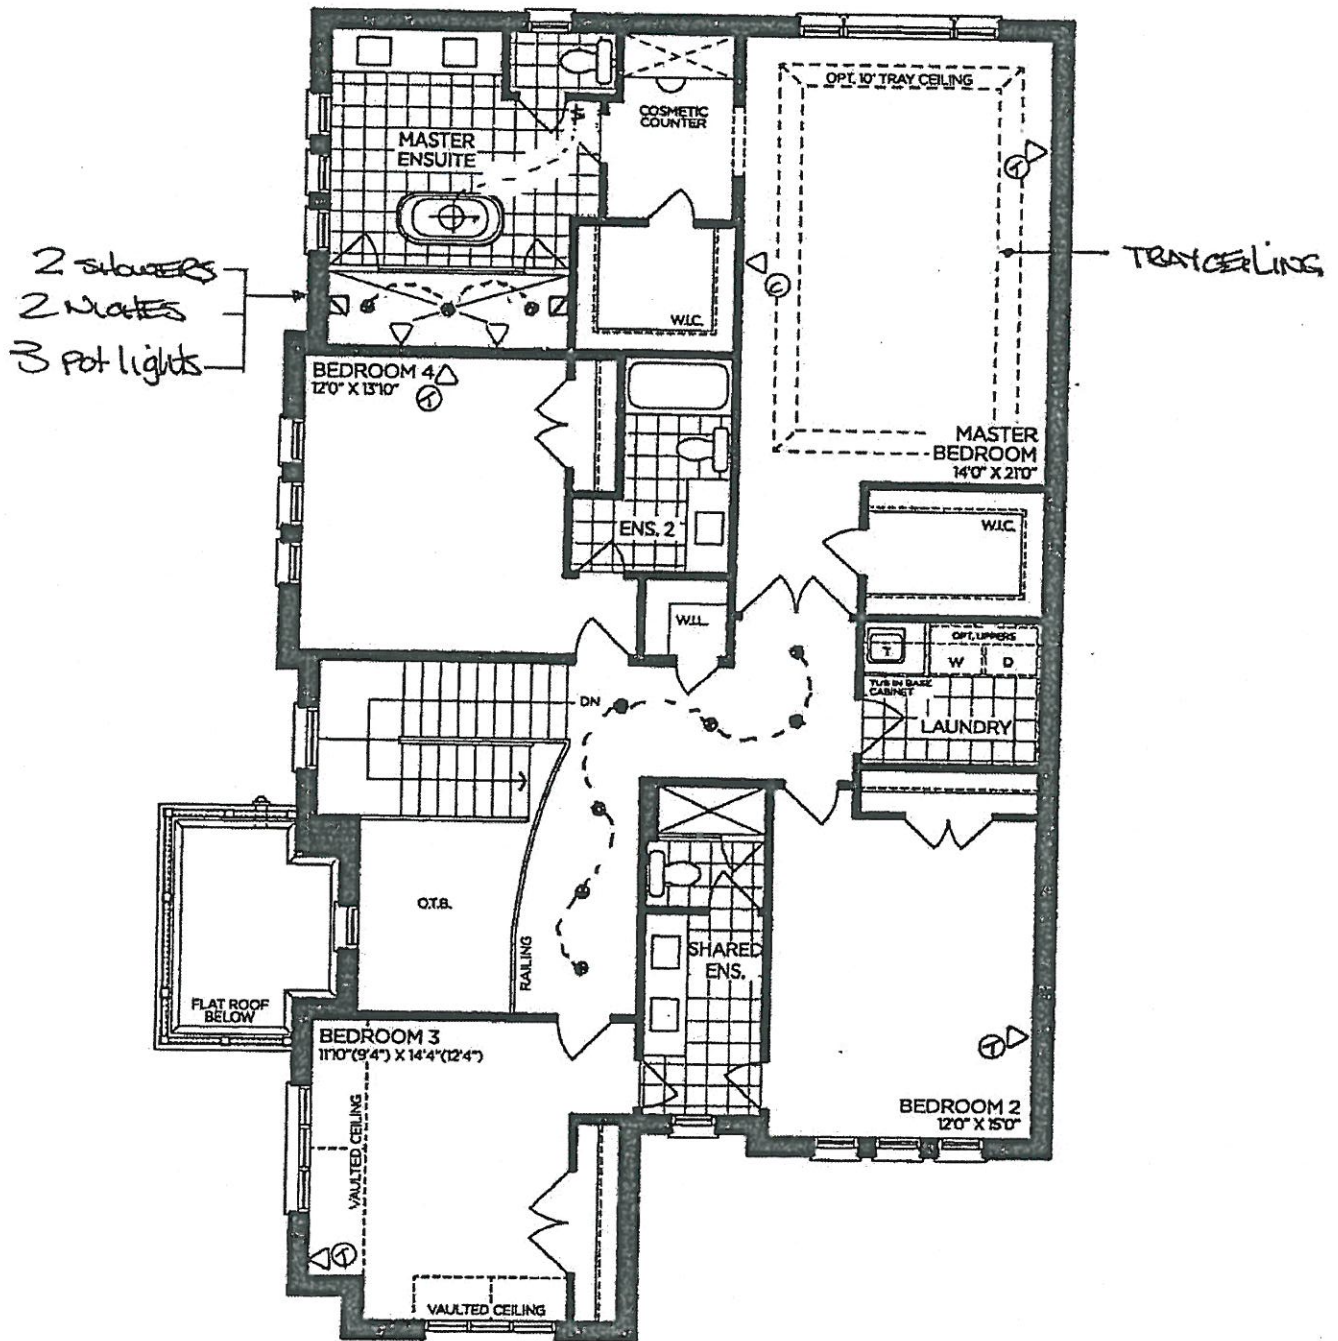 OPT. 10' TRAY CEILING
COSMETIC
COUNTER
MASTER
ENSUITE
T
2 SHOWERS
2 NICHES
3 Pot lights
TRAY CEILING
C
W.I.C.
BEDROOM 4
12'0" X 13'10"
T
MASTER
BEDROOM
14'0" X 21'0"
ENS. 2
W.I.C.
W.I.L.
OPT. UPPERS
T
W
D
TUB IN BASE
CABINET
LAUNDRY
DN
O.T.B.
RAILING
SHARED
ENS.
FLAT ROOF
BELOW
BEDROOM 3
11'10"(9'4") X 14'4"(12'4")
T
BEDROOM 2
12'0" X 15'0"
VAULTED CEILING
T
VAULTED CEILING